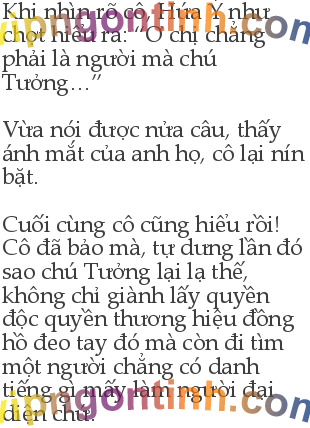 Khi nhìn rõ cô, Hứa Ý như
chợt hiểu ra: “Ơ chị chẳng
phải là người mà chú
Tưởng…”
Vừa nói được nửa câu, thấy
ánh mắt của anh họ, cô lại nín
bặt.
Cuối cùng cô cũng hiểu rồi!
Cô đã bảo mà, tự dưng lần đó
sao chú Tưởng lại lạ thế,
không chỉ giành lấy quyền
độc quyền thương hiệu đồng
hồ đeo tay đó mà còn đi tìm
một người chẳng có danh
tiếng gì mấy làm người đại
diện chứ.
vipngontinh.com
vipngontinh.com